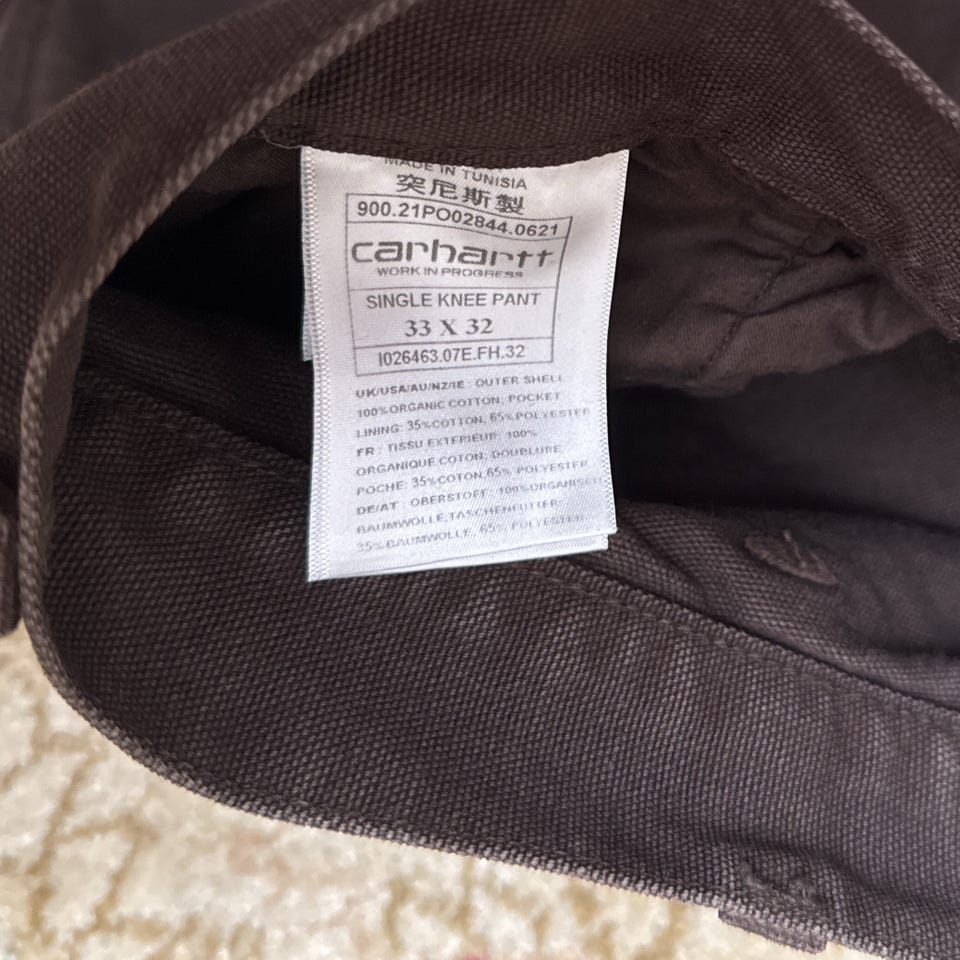 MADE IN TUNISIA
突尼斯製
900.21PO02844.0621
carhartt
WORK IN PROGRESS
SINGLE KNEE PANT
33 X 32
I026463.07E.FH.32
UK/USA/AU/NZ/IE : OUTER SHELL
100%ORGANIC COTON, POCKET
LINING: 35%COTTON, 65%POLYESTER
FR : TISSU EXTERIEUR: 100%
ORGANIQUE COTON; DOUBLURE
POCHE: 35%COTON,65% POLYESTER
DE/AT : OBERSTOFF: 100%ORGANISCH
BAUMWOLLE,TASCHENFUTTER:
35%BAUMWOLLE, 65% POLYESTER